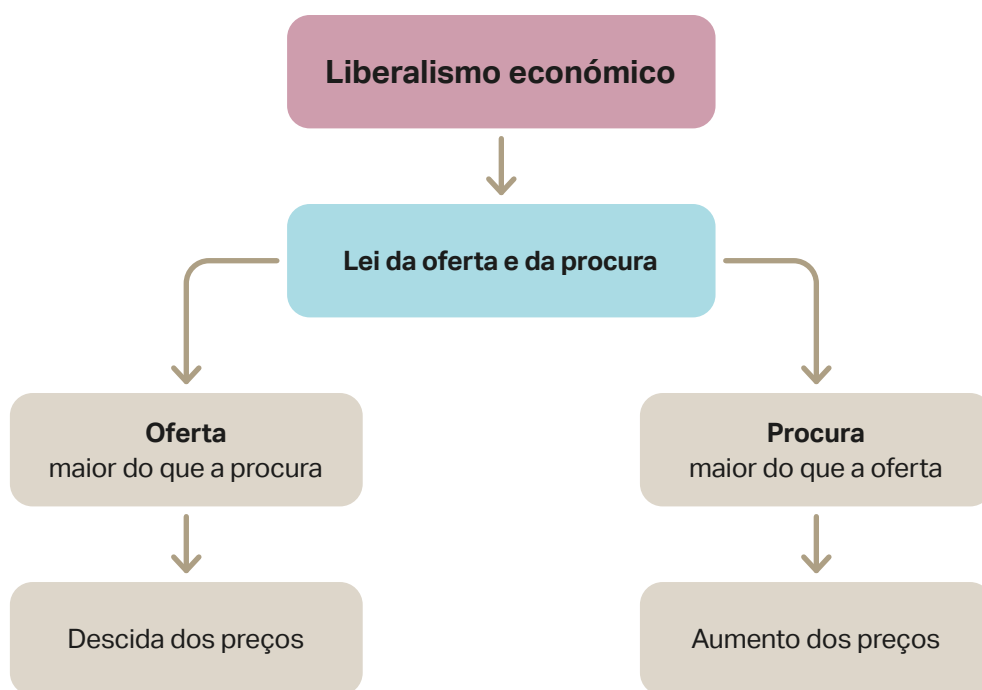 Liberalismo económico
Lei da oferta e da procura
Oferta
maior do que a procura
Procura
maior do que a oferta
Descida dos preços
Aumento dos preços